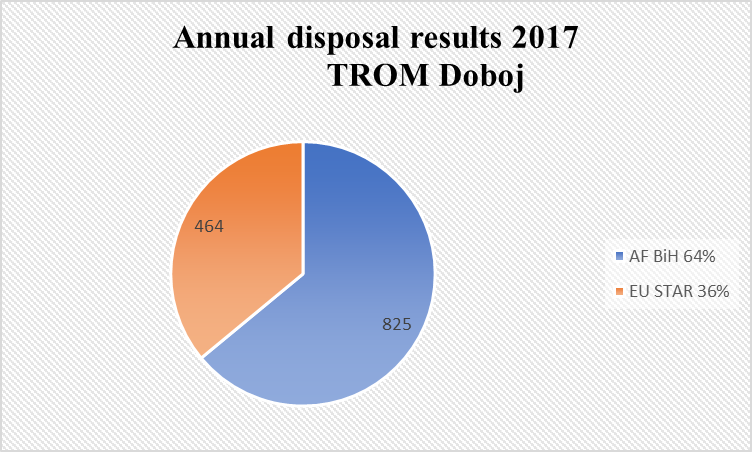 Annual disposal results 2017
TROM Doboj
464
825
AF BiH 64%
EU STAR 36%